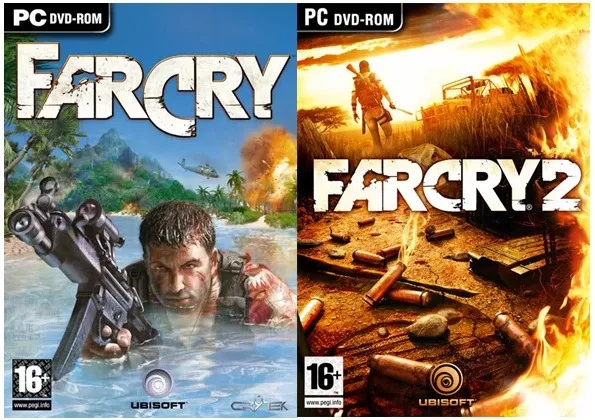 PC DVD-ROM
FARCRY
16+
www.pegi.info
UBISOFT
CRYTEK
PC DVD-ROM
FARCRY 2
®
16+
www.pegi.info
UBISOFT